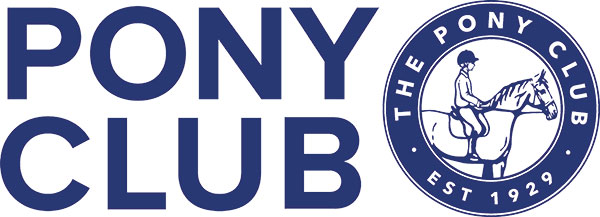 PONY
CLUB
· THE PONY CLUB ·
EST 1929